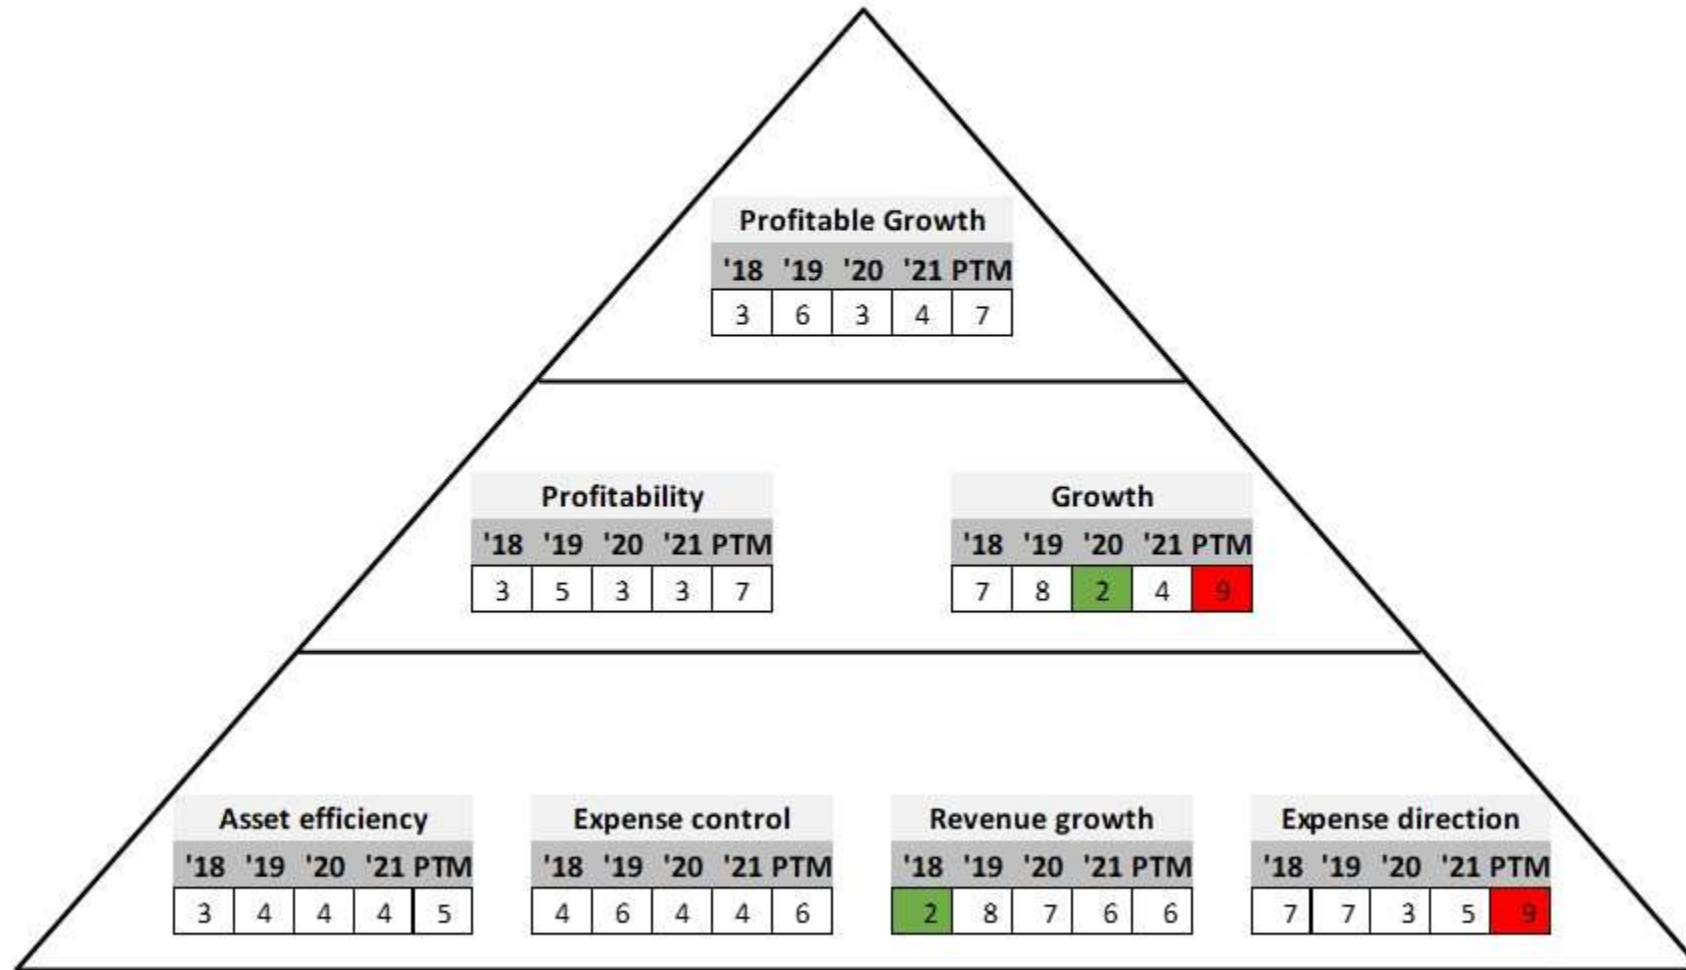 Profitable Growth
'18 '19 '20 '21 PTM
3 6 3 4 7
Profitability
'18 '19 '20 '21 PTM
3 5 3 3 7
Growth
'18 '19 '20 '21 PTM
7 8 2 4 9
Asset efficiency
'18 '19 '20 '21 PTM
3 4 4 4 5
Expense control
'18 '19 '20 '21 PTM
4 6 4 4 6
Revenue growth
'18 '19 '20 '21 PTM
2 8 7 6 6
Expense direction
'18 '19 '20 '21 PTM
7 7 3 5 9